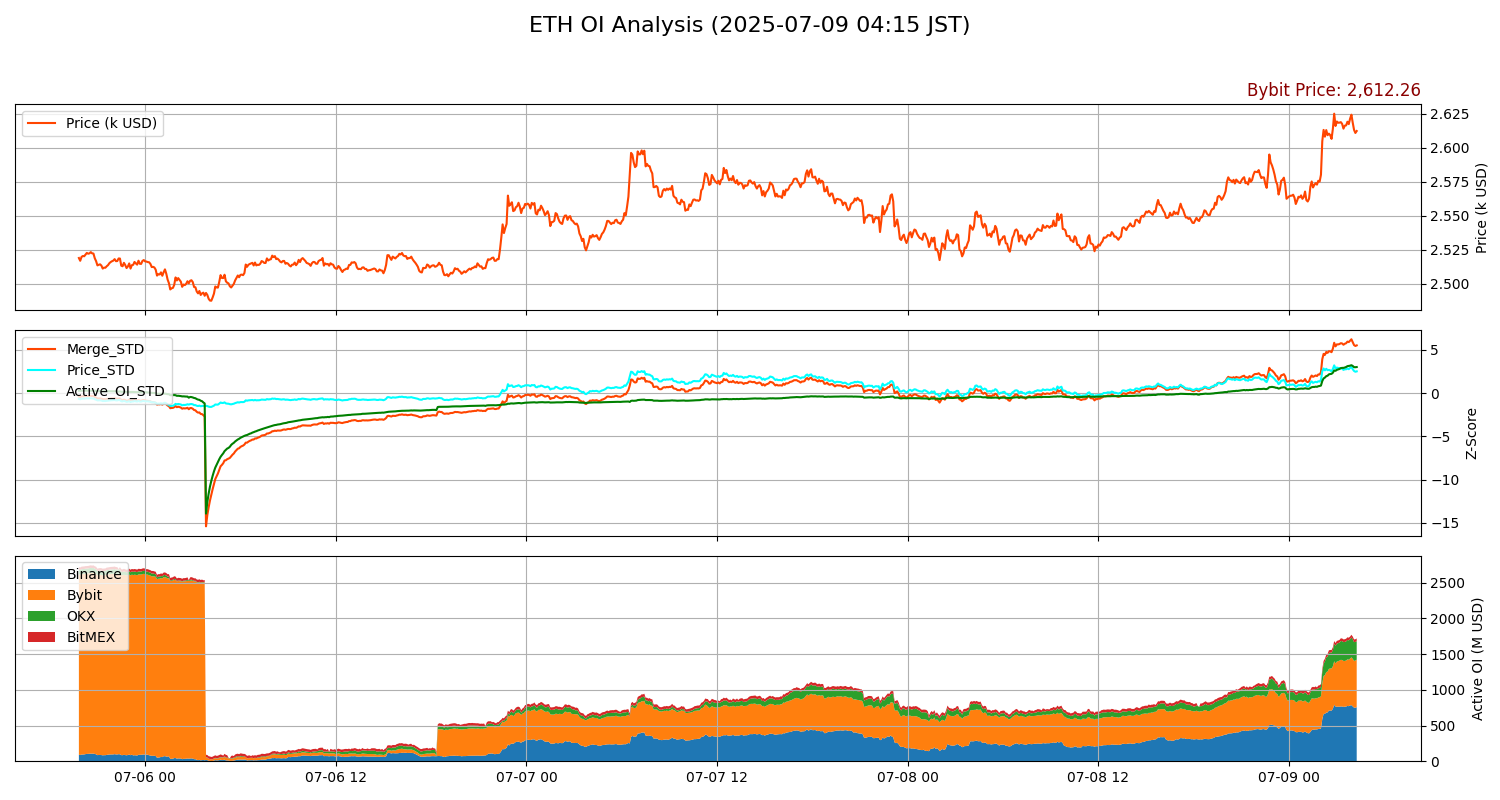 ETH OI Analysis (2025-07-09 04:15 JST)
Bybit Price: 2,612.26
Price (k USD)
2.625
2.600
2.575
2.550
2.525
2.500
Price (k USD)
Merge_STD
Price_STD
Active_OI_STD
5
0
−5
−10
−15
Z-Score
Binance
Bybit
OKX
BitMEX
2500
2000
1500
1000
500
0
Active OI (M USD)
07-06 00
07-06 12
07-07 00
07-07 12
07-08 00
07-08 12
07-09 00